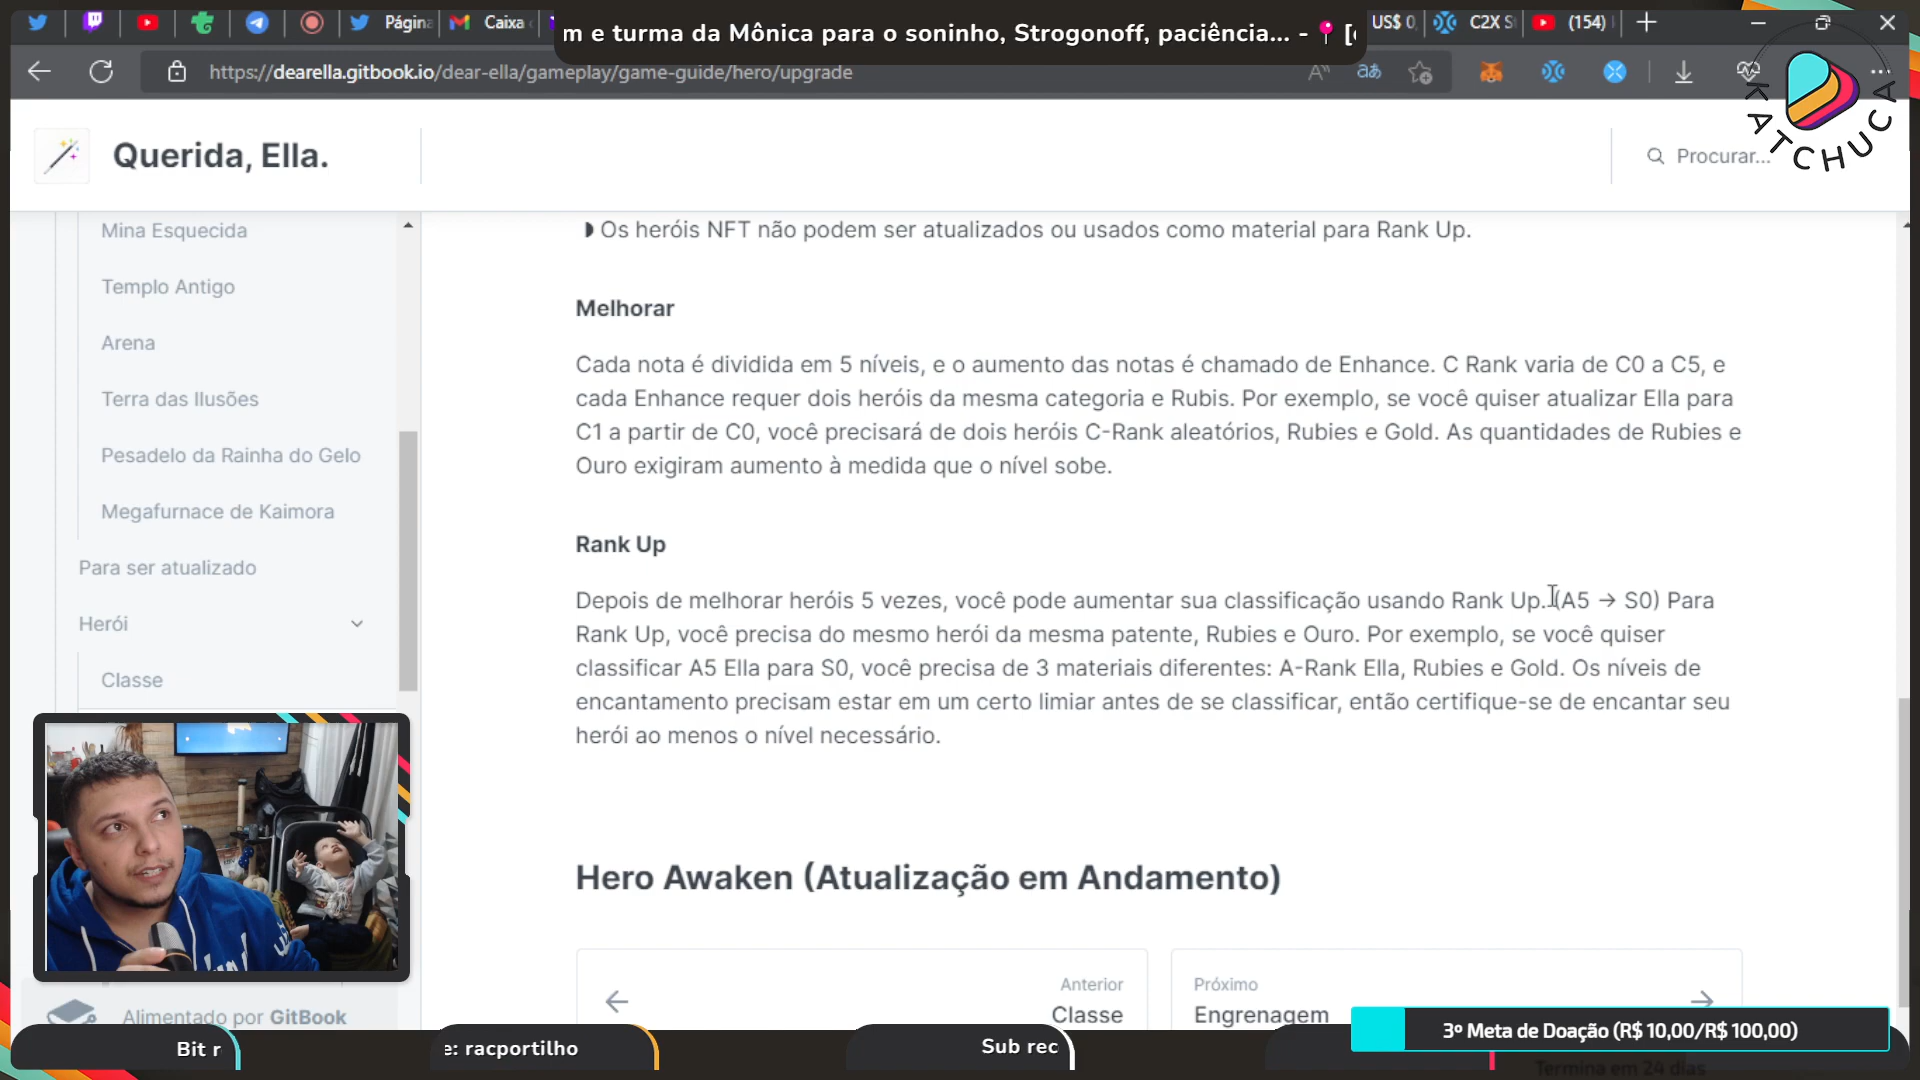 Págin
Caixa
m e turma da Mônica para o soninho, Strogonoff, paciência... - [
US$ 0,
C2X S
(154)
https://dearella.gitbook.io/dear-ella/gameplay/game-guide/hero/upgrade
KATCHUCA
Querida, Ella.
Procurar...
Mina Esquecida
Templo Antigo
Arena
Terra das Ilusões
Pesadelo da Rainha do Gelo
Megafurnace de Kaimora
Para ser atualizado
Herói
Classe
Alimentado por GitBook
◗ Os heróis NFT não podem ser atualizados ou usados como material para Rank Up.
Melhorar
Cada nota é dividida em 5 níveis, e o aumento das notas é chamado de Enhance. C Rank varia de C0 a C5, e
cada Enhance requer dois heróis da mesma categoria e Rubis. Por exemplo, se você quiser atualizar Ella para
C1 a partir de C0, você precisará de dois heróis C-Rank aleatórios, Rubies e Gold. As quantidades de Rubies e
Ouro exigiram aumento à medida que o nível sobe.
Rank Up
Depois de melhorar heróis 5 vezes, você pode aumentar sua classificação usando Rank Up. (A5 → S0) Para
Rank Up, você precisa do mesmo herói da mesma patente, Rubies e Ouro. Por exemplo, se você quiser
classificar A5 Ella para S0, você precisa de 3 materiais diferentes: A-Rank Ella, Rubies e Gold. Os níveis de
encantamento precisam estar em um certo limiar antes de se classificar, então certifique-se de encantar seu
herói ao menos o nível necessário.
Hero Awaken (Atualização em Andamento)
Anterior
Classe
Próximo
Engrenagem
3º Meta de Doação (R$ 10,00/R$ 100,00)
Termina em 24 dias
Bit r
e: racportilho
Sub rec